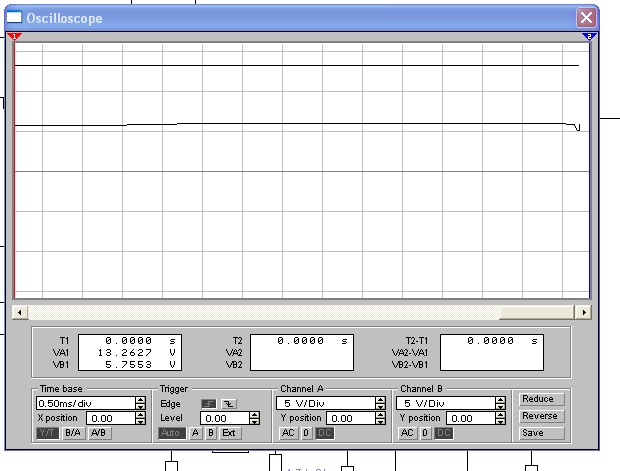 Oscilloscope
1 2
T1 0.0000 s
VA1 13.2627 V
VB1 5.7553 V
T2 0.0000 s
VA2
VB2
T2-T1 0.0000 s
VA2-VA1
VB2-VB1
Time base
0.50ms/div
X position 0.00
Y/T B/A A/B
Trigger
Edge
Level 0.00
Auto A B Ext
Channel A
5 V/Div
Y position 0.00
AC 0 DC
Channel B
5 V/Div
Y position 0.00
AC 0 DC
Reduce
Reverse
Save